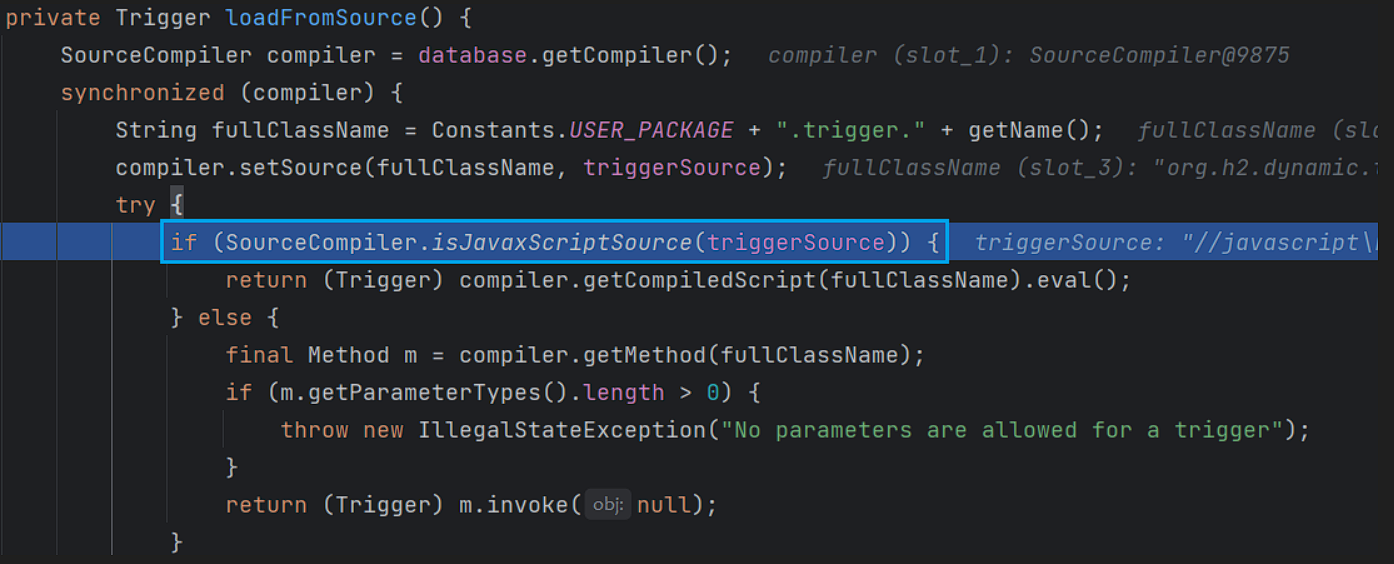 private Trigger loadFromSource() {
SourceCompiler compiler = database.getCompiler(); compiler (slot_1): SourceCompiler@9875
synchronized (compiler) {
String fullClassName = Constants.USER_PACKAGE + ".trigger." + getName(); fullClassName (slo
compiler.setSource(fullClassName, triggerSource); fullClassName (slot_3): "org.h2.dynamic.t
try {
if (SourceCompiler.isJavaxScriptSource(triggerSource)) { triggerSource: "//javascript\
return (Trigger) compiler.getCompiledScript(fullClassName).eval();
} else {
final Method m = compiler.getMethod(fullClassName);
if (m.getParameterTypes().length > 0) {
throw new IllegalStateException("No parameters are allowed for a trigger");
}
return (Trigger) m.invoke( obj: null);
}